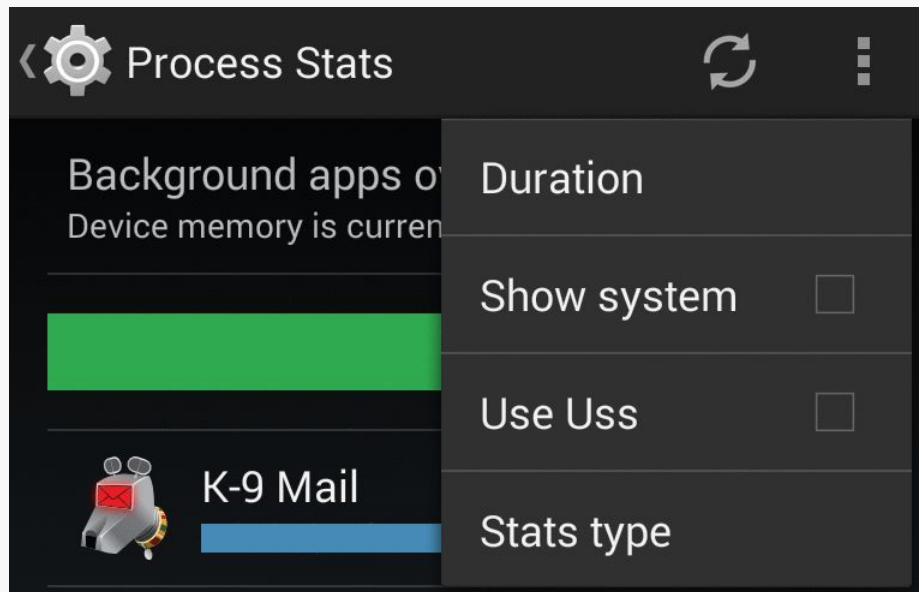 Process Stats
Background apps o
Device memory is curren
Duration
Show system
Use Uss
Stats type
K-9 Mail